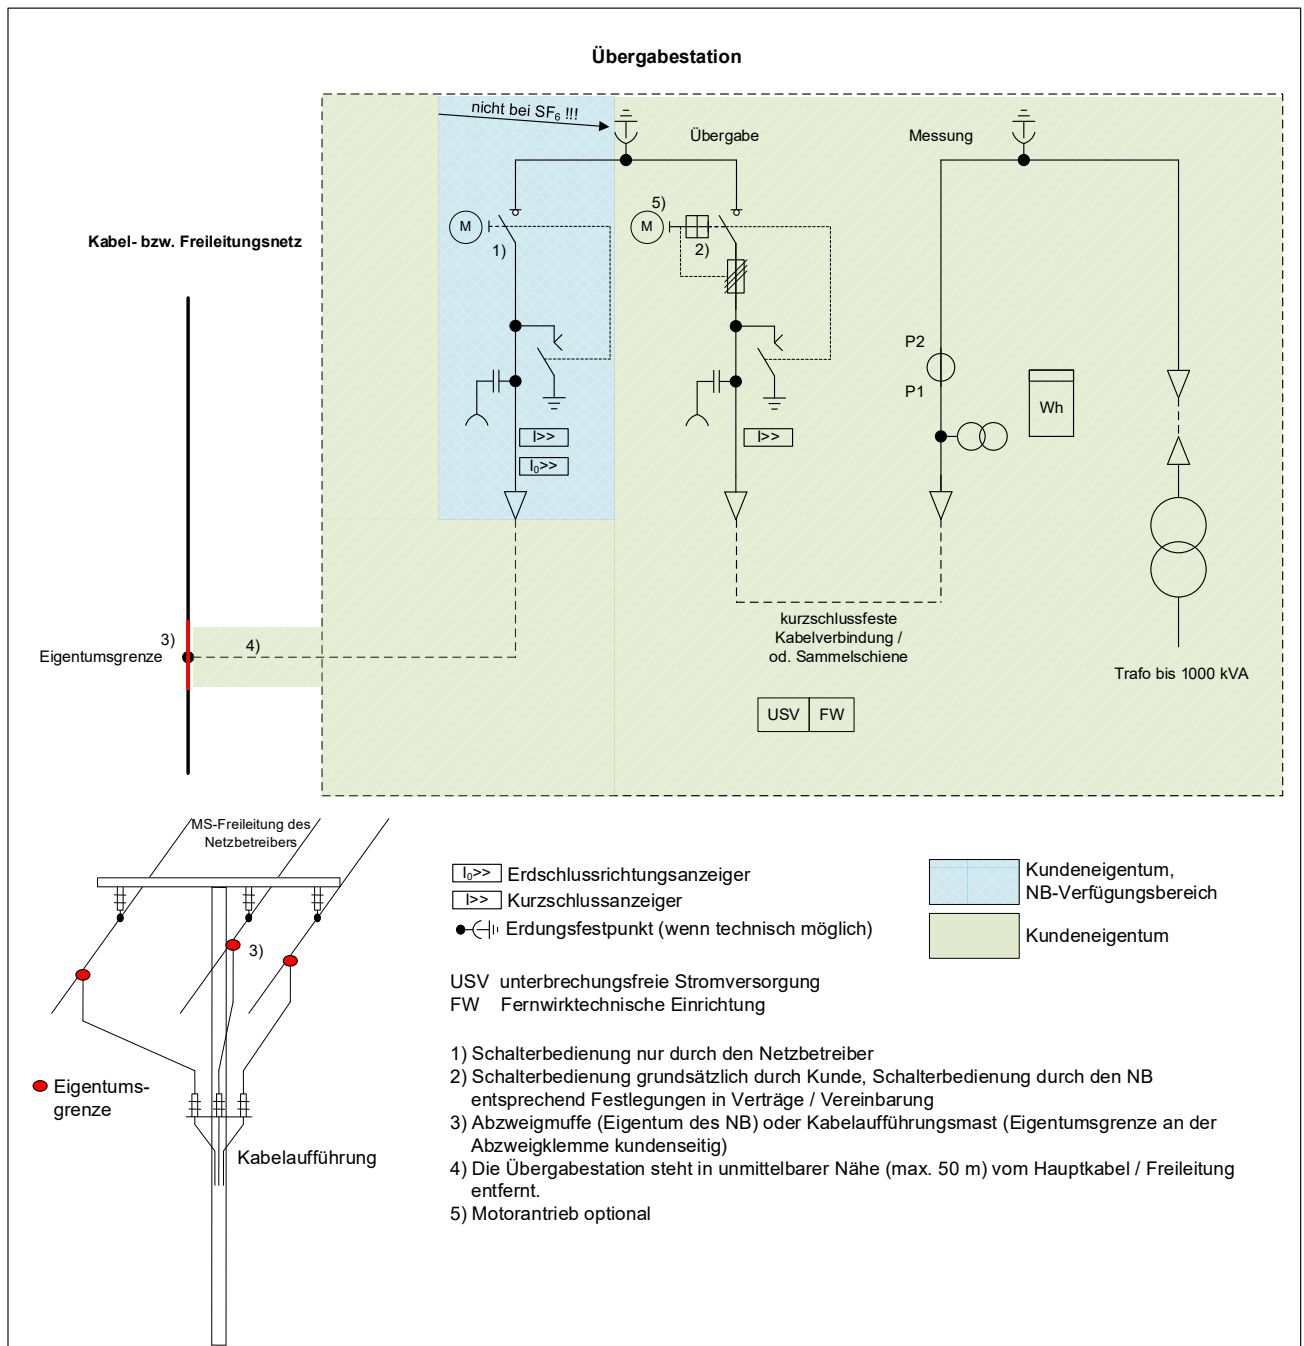 Übergabestation
nicht bei SF₆ !!!
Übergabe
Messung
Kabel- bzw. Freileitungsnetz
M
1)
5)
M
2)
P2
P1
Wh
I>>
I₀>>
I>>
3)
4)
Eigentumsgrenze
kurzschlussfeste
Kabelverbindung /
od. Sammelschiene
Trafo bis 1000 kVA
USV FW
MS-Freileitung des
Netzbetreibers
3)
Eigentums-
grenze
Kabelaufführung
I₀>> Erdschlussrichtungsanzeiger
I>> Kurzschlussanzeiger
Erdungsfestpunkt (wenn technisch möglich)
Kundeneigentum,
NB-Verfügungsbereich
Kundeneigentum
USV unterbrechungsfreie Stromversorgung
FW Fernwirktechnische Einrichtung
1) Schalterbedienung nur durch den Netzbetreiber
2) Schalterbedienung grundsätzlich durch Kunde, Schalterbedienung durch den NB
entsprechend Festlegungen in Verträge / Vereinbarung
3) Abzweigmuffe (Eigentum des NB) oder Kabelaufführungsmast (Eigentumsgrenze an der
Abzweigklemme kundenseitig)
4) Die Übergabestation steht in unmittelbarer Nähe (max. 50 m) vom Hauptkabel / Freileitung
entfernt.
5) Motorantrieb optional